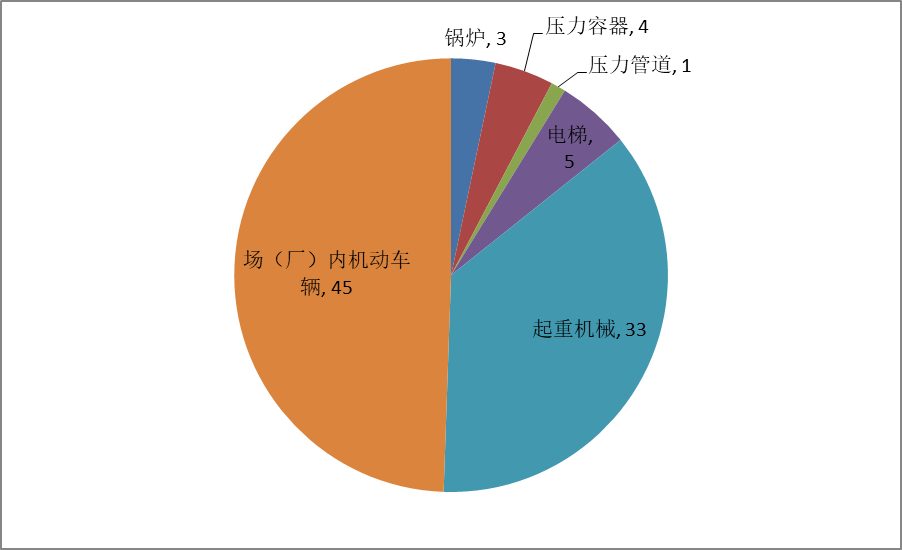 锅炉, 3
压力容器, 4
压力管道, 1
电梯,
5
场（厂）内机动车
辆, 45
起重机械, 33